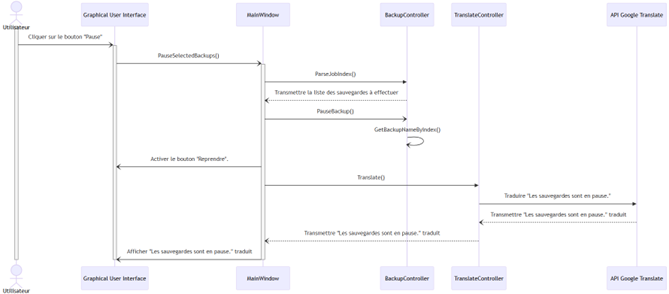 Graphical User Interface
MainWindow
BackupController
TranslateController
API Google Translate
Utilisateur
Cliquer sur le bouton "Pause"
PauseSelectedBackups()
ParseJobIndex()
Transmettre la liste des sauvegardes à effectuer
PauseBackup()
GetBackupNameByIndex()
Activer le bouton "Reprendre".
Translate()
Traduire "Les sauvegardes sont en pause."
Transmettre "Les sauvegardes sont en pause." traduit
Transmettre "Les sauvegardes sont en pause." traduit
Afficher "Les sauvegardes sont en pause." traduit
Graphical User Interface
MainWindow
BackupController
TranslateController
API Google Translate
Utilisateur